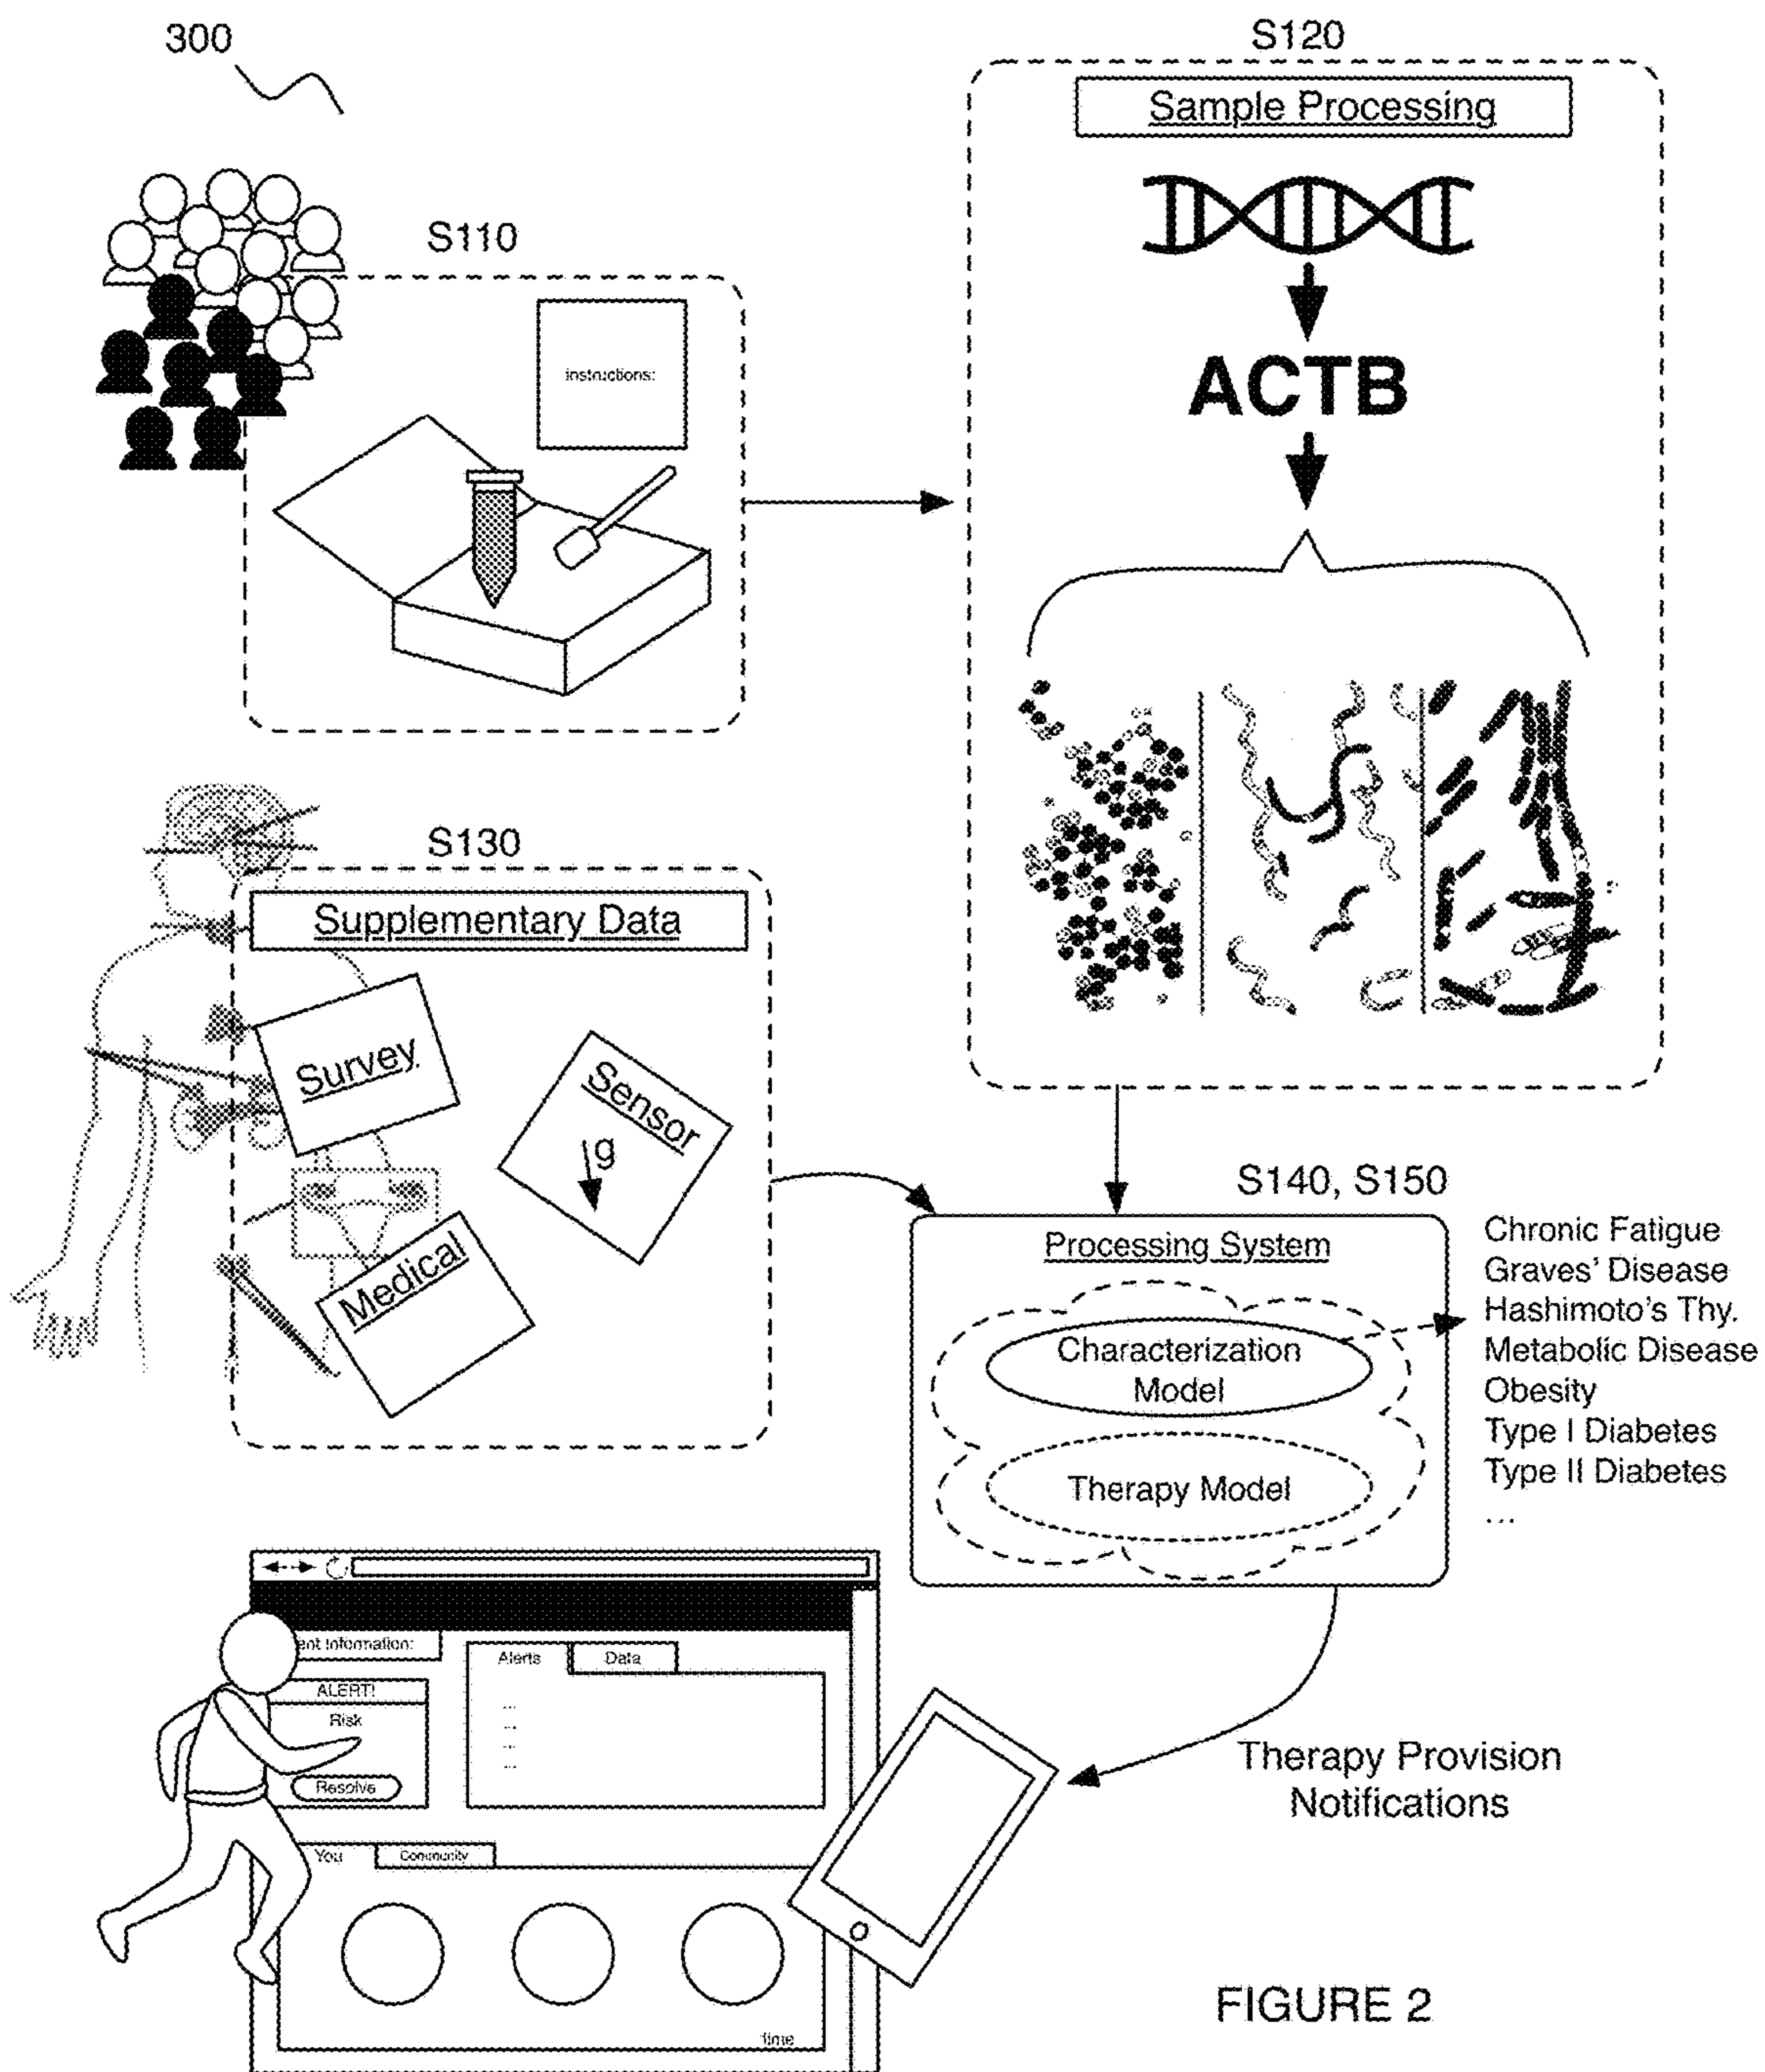 300
S110
instructions:
S120
Sample Processing
ACTB
S130
Supplementary Data
Survey
Sensor
g
Medical
S140, S150
Processing System
Characterization
Model
Therapy Model
Chronic Fatigue
Graves' Disease
Hashimoto's Thy.
Metabolic Disease
Obesity
Type I Diabetes
Type II Diabetes
...
ent Information:
ALERT!
Risk
Resolve
Alerts
Data
...
...
...
...
You
Community
time
Therapy Provision
Notifications
FIGURE 2